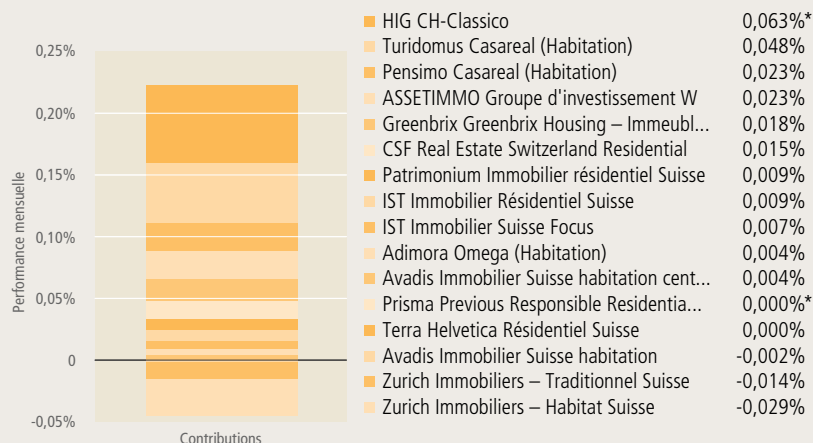 HIG CH-Classico 0,063%*
Turidomus Casareal (Habitation) 0,048%
Pensimo Casareal (Habitation) 0,023%
ASSETIMMO Groupe d'investissement W 0,023%
Greenbrix Greenbrix Housing – Immeubl... 0,018%
CSF Real Estate Switzerland Residential 0,015%
Patrimonium Immobilier résidentiel Suisse 0,009%
IST Immobilier Résidentiel Suisse 0,009%
IST Immobilier Suisse Focus 0,007%
Adimora Omega (Habitation) 0,004%
Avadis Immobilier Suisse habitation cent... 0,004%
Prisma Previous Responsible Residentia... 0,000%*
Terra Helvetica Résidentiel Suisse 0,000%
Avadis Immobilier Suisse habitation -0,002%
Zurich Immobiliers – Traditionnel Suisse -0,014%
Zurich Immobiliers – Habitat Suisse -0,029%
Performance mensuelle
0,25%
0,20%
0,15%
0,10%
0,05%
0
-0,05%
Contributions